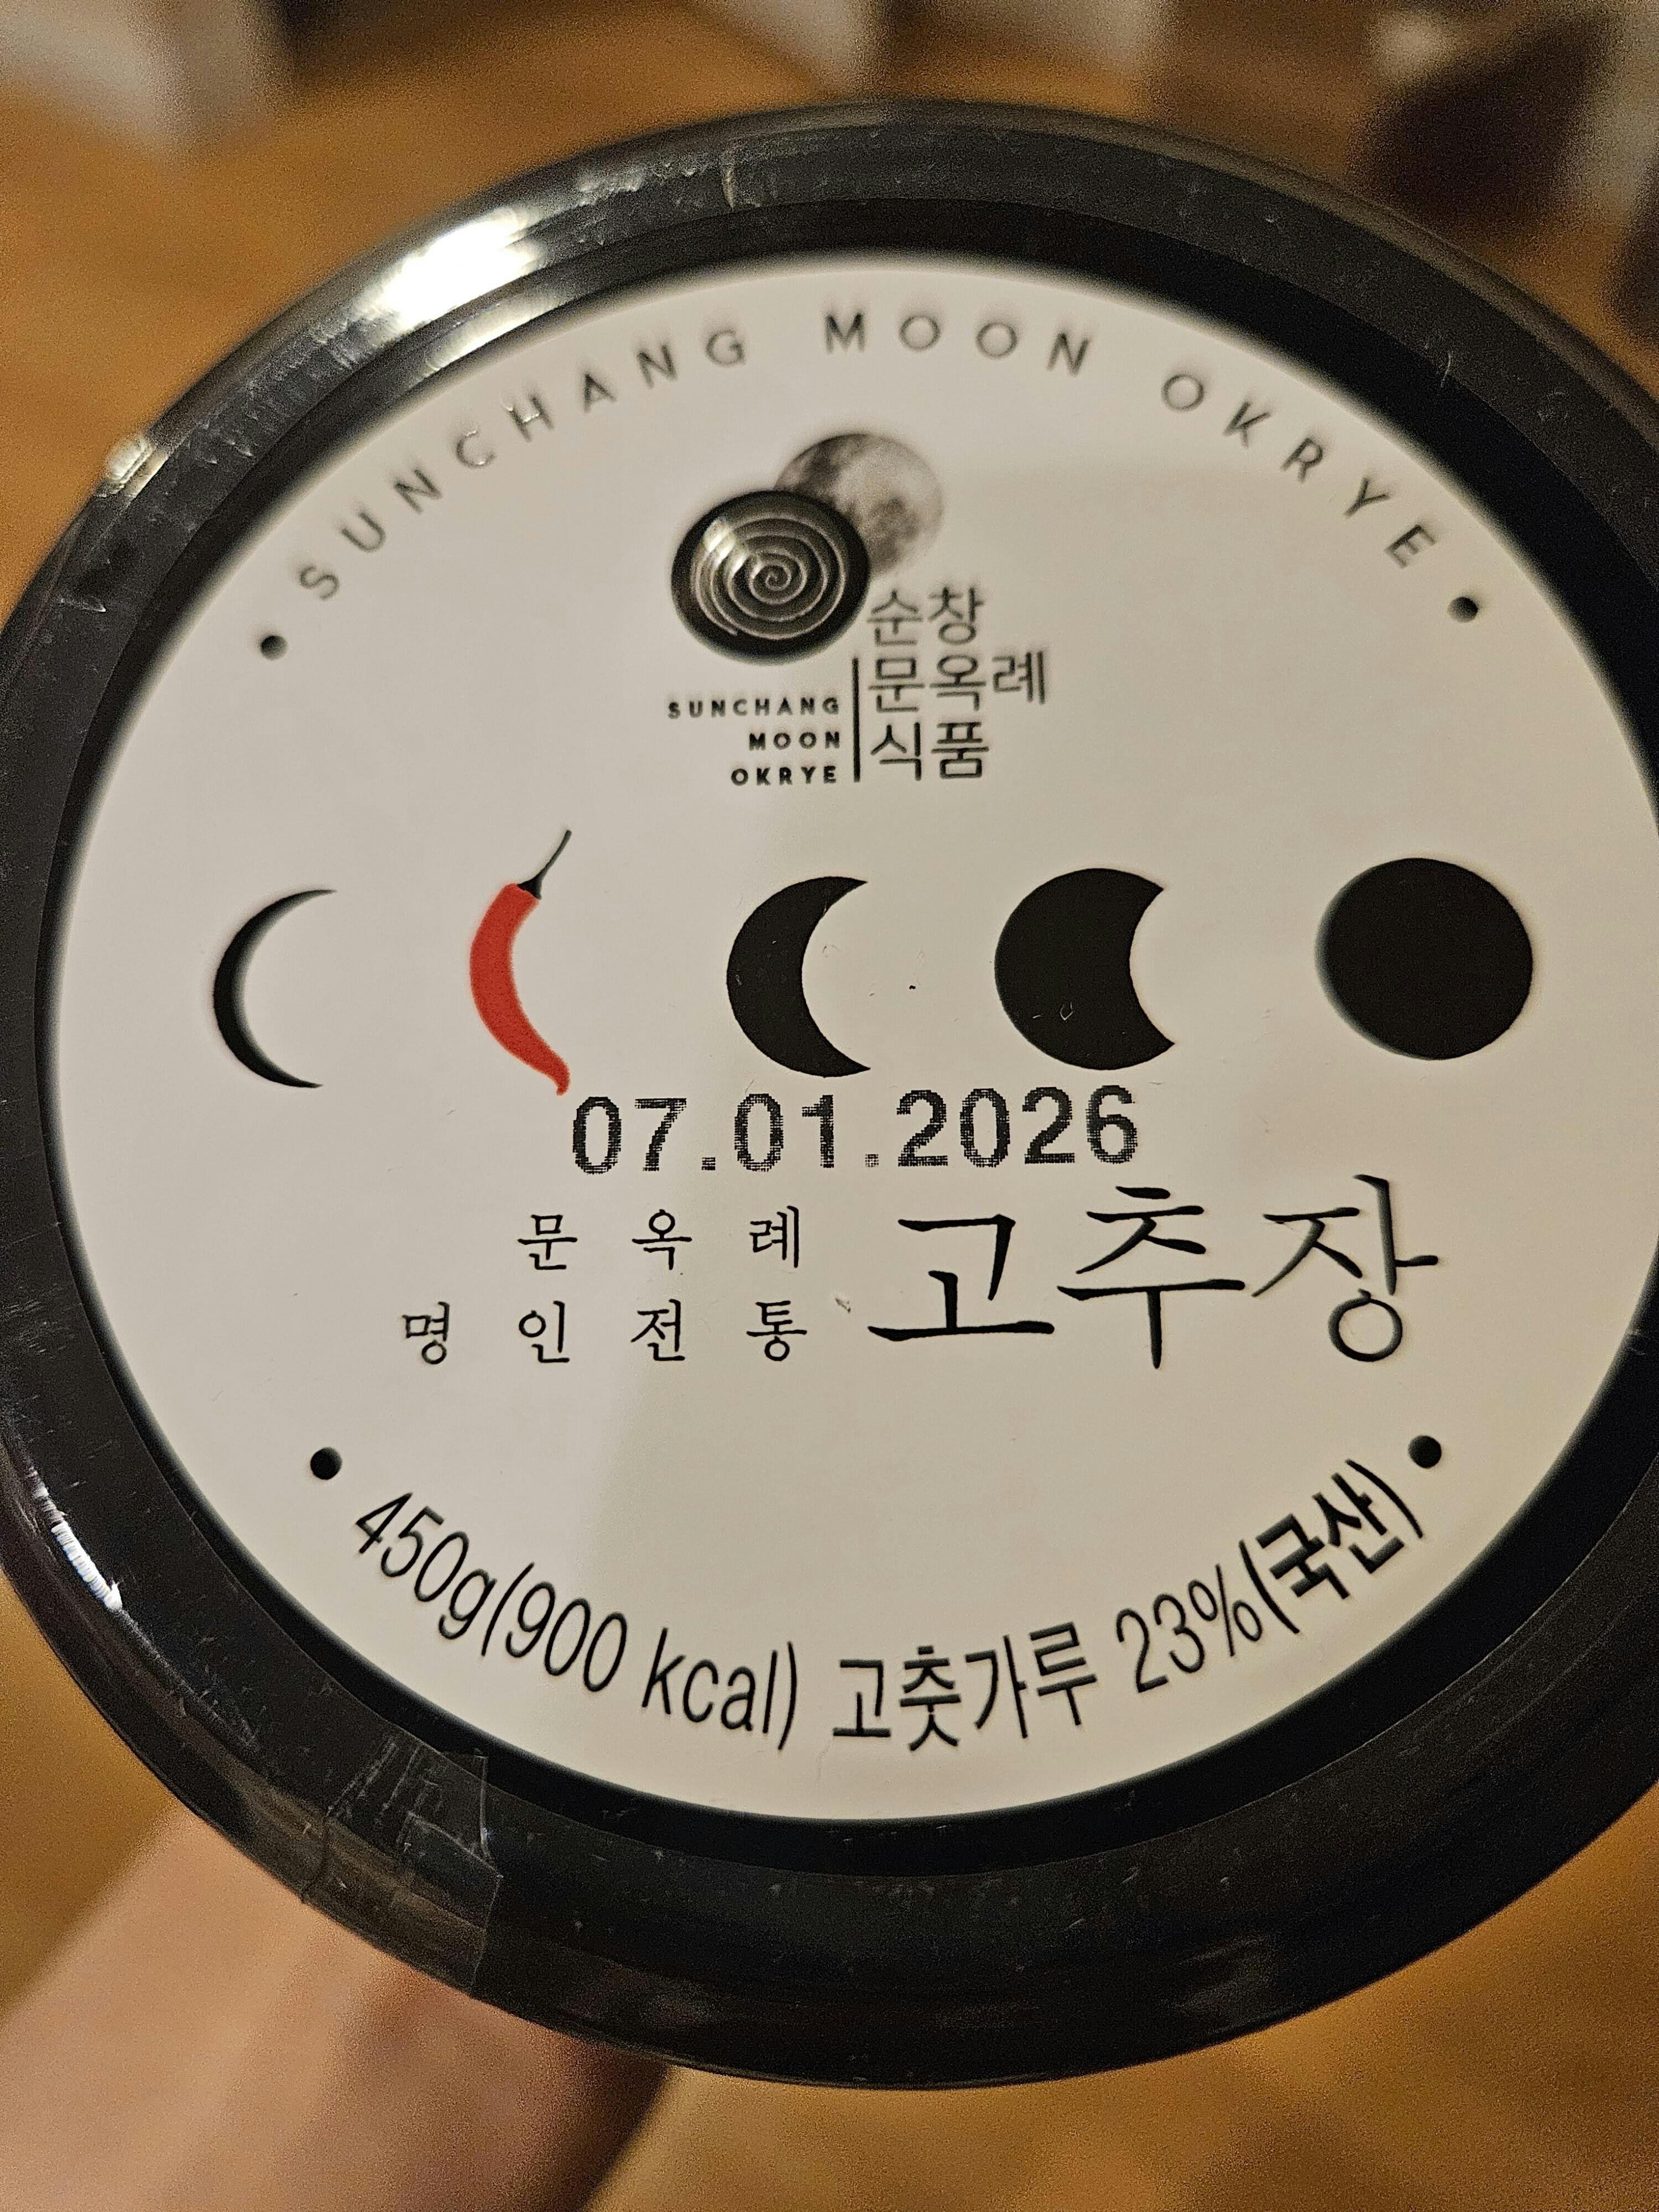 • SUNCHANG MOON OKRYE •
순창
문옥례
식품
SUNCHANG
MOON
OKRYE
07.01.2026
문옥례
명인전통
고추장
• 450g(900 kcal) 고춧가루 23%(국산) •